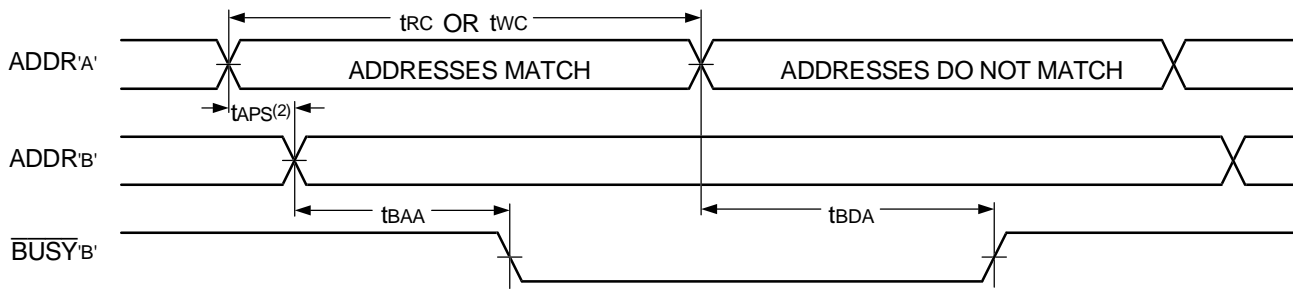 tRC OR tWC
ADDR'A'
ADDRESSES MATCH
ADDRESSES DO NOT MATCH
tAPS(2)
ADDR'B'
tBAA
tBDA
BUSY'B'